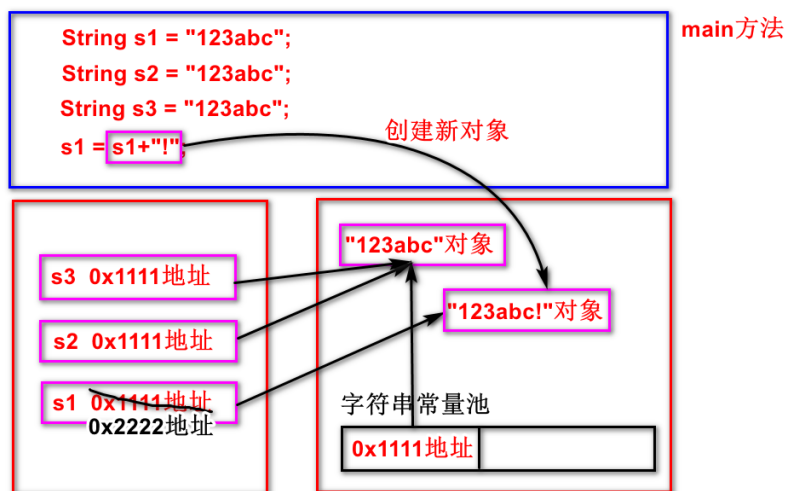 String s1 = "123abc";
main方法
String s2 = "123abc";
String s3 = "123abc";
s1 = s1+"!";
创建新对象
"123abc"对象
s3 0x1111地址
"123abc!"对象
s2 0x1111地址
s1 0x1111地址
0x2222地址
字符串常量池
0x1111地址